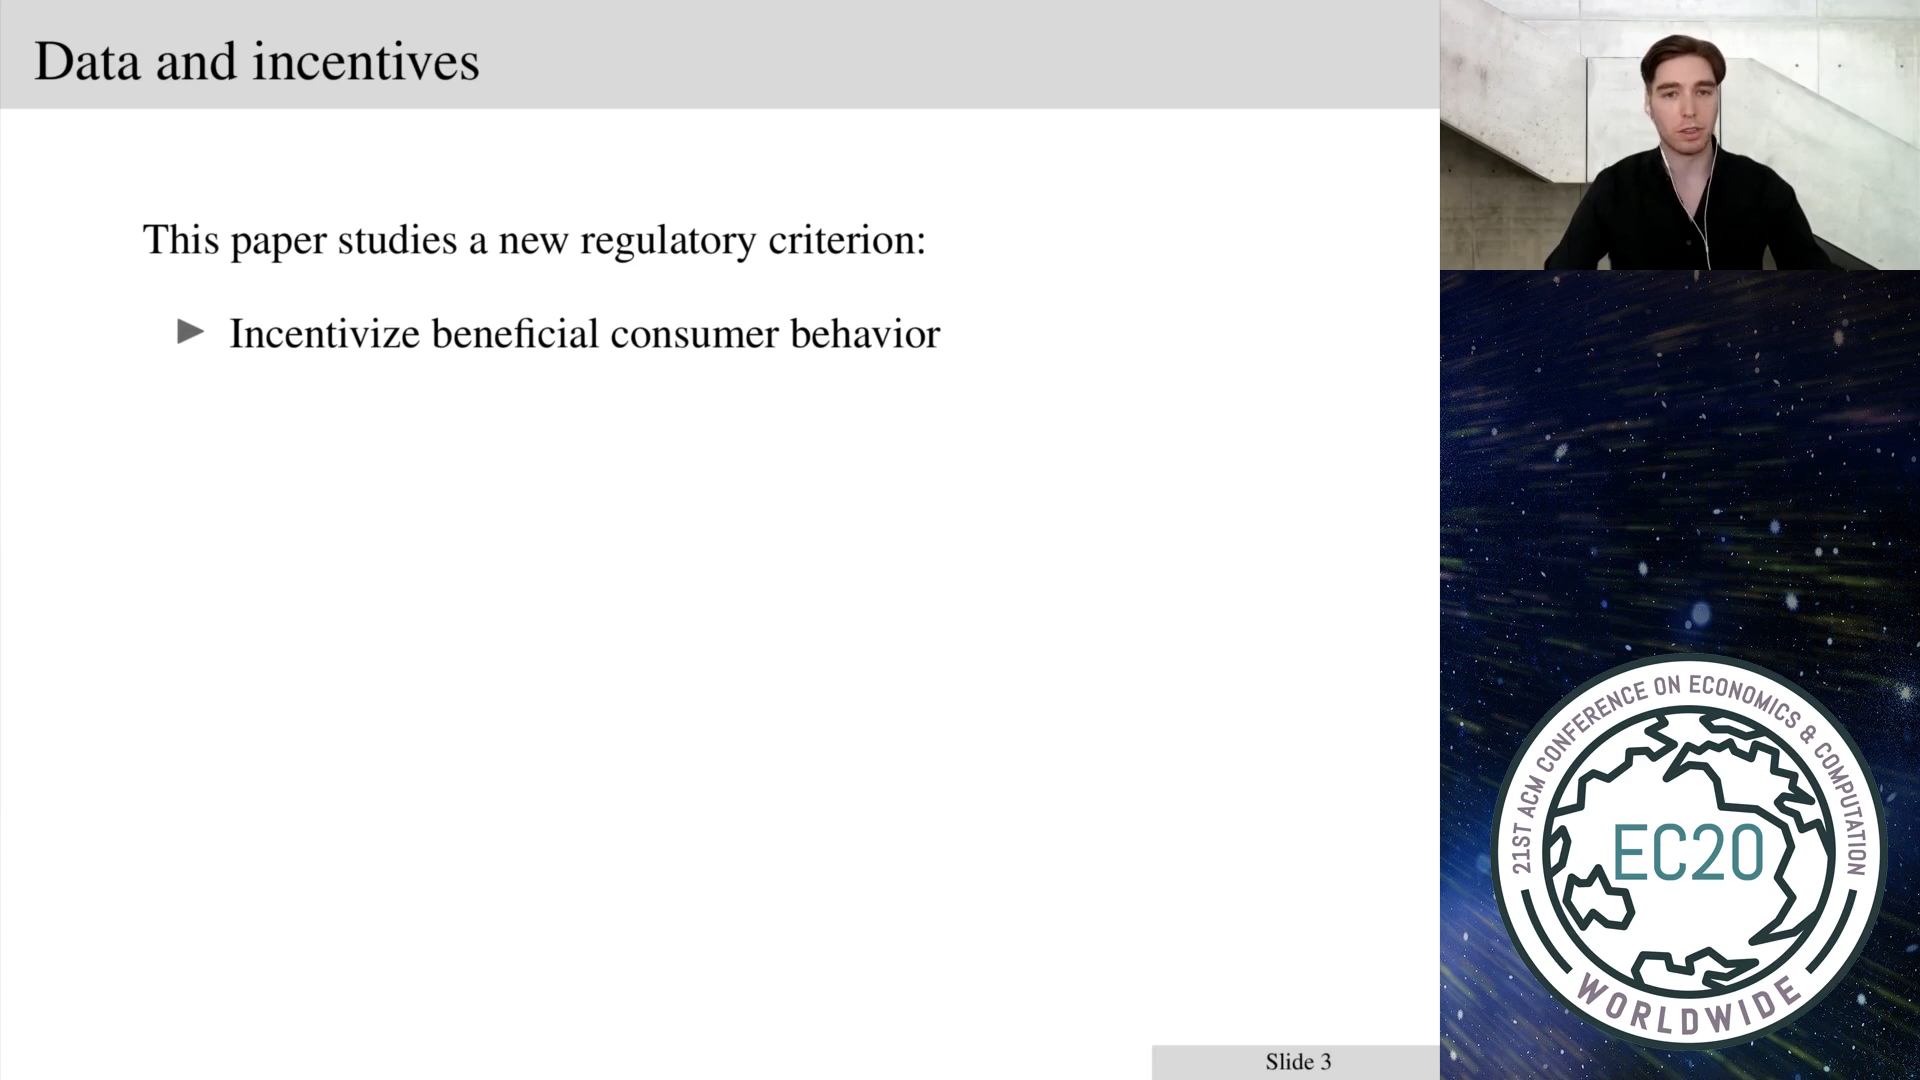 Data and incentives
This paper studies a new regulatory criterion:
Incentivize beneficial consumer behavior
Slide 3
21ST ACM CONFERENCE ON ECONOMICS & COMPUTATION
EC20
WORLDWIDE